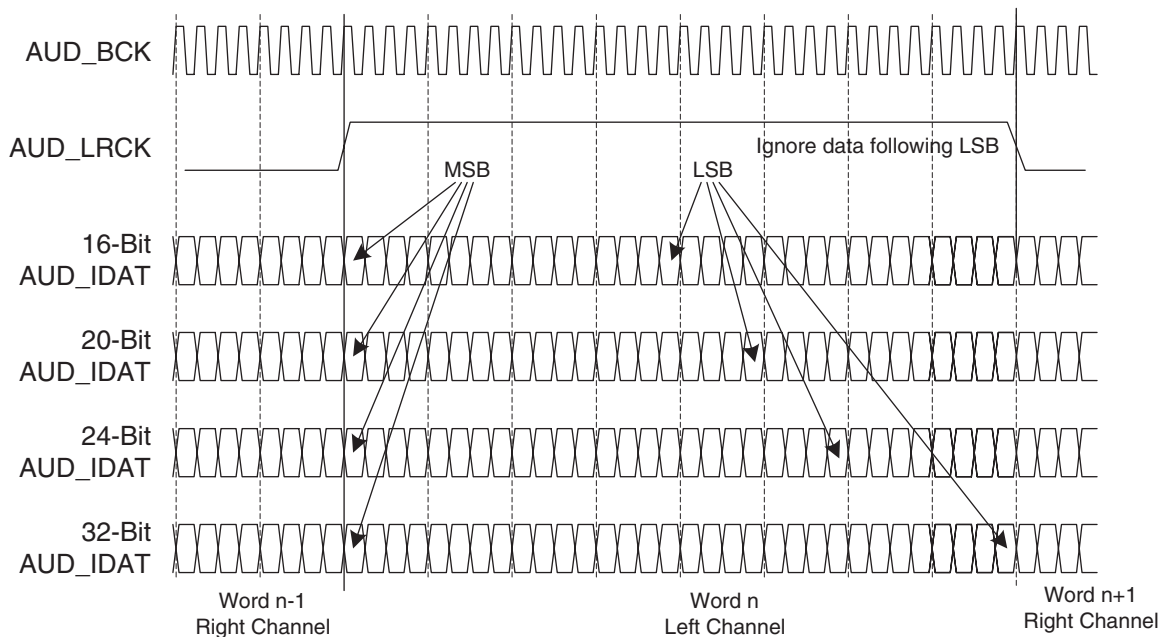 AUD_BCK
AUD_LRCK
Ignore data following LSB
MSB
LSB
16-Bit
AUD_IDAT
20-Bit
AUD_IDAT
24-Bit
AUD_IDAT
32-Bit
AUD_IDAT
Word n-1
Right Channel
Word n
Left Channel
Word n+1
Right Channel